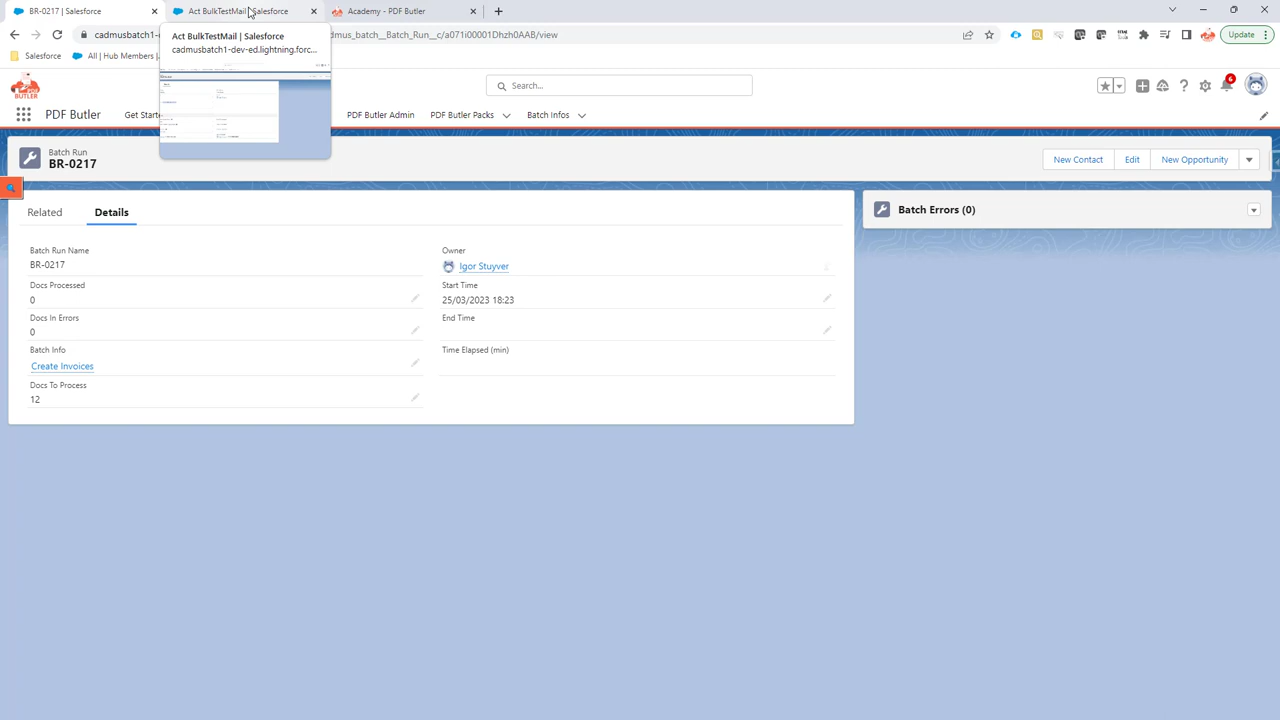 BR-0217 | Salesforce
Act BulkTestMail | Salesforce
Academy - PDF Butler
cadmusbatch1-
dmus_batch__Batch_Run__c/a071i00001Dhzh0AAB/view
Update
Salesforce
All | Hub Members |
Act BulkTestMail | Salesforce
cadmusbatch1-dev-ed.lightning.forc...
PDF BUTLER
Search...
6
PDF Butler
Get Starte
PDF Butler Admin
PDF Butler Packs
Batch Infos
Batch Run
BR-0217
New Contact
Edit
New Opportunity
Related
Details
Batch Errors (0)
Batch Run Name
BR-0217
Owner
Igor Stuyver
Docs Processed
0
Start Time
25/03/2023 18:23
Docs In Errors
0
End Time
Batch Info
Create Invoices
Time Elapsed (min)
Docs To Process
12